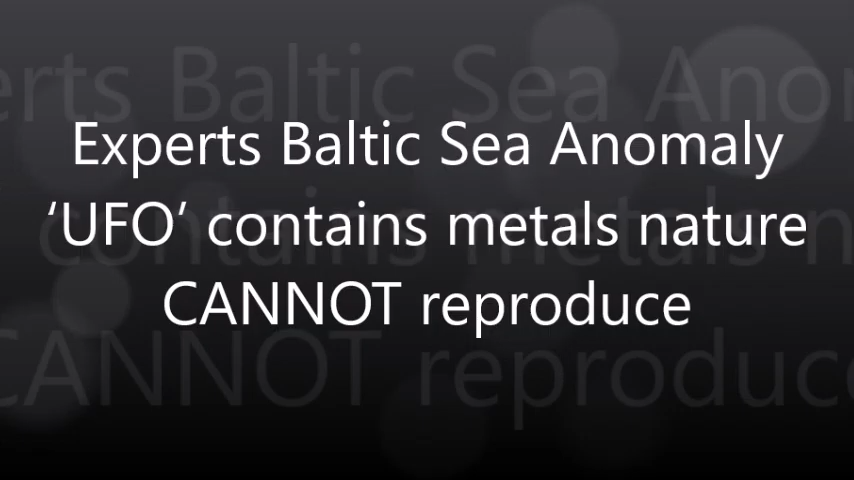 Experts Baltic Sea Anomaly
‘UFO’ contains metals nature
CANNOT reproduce